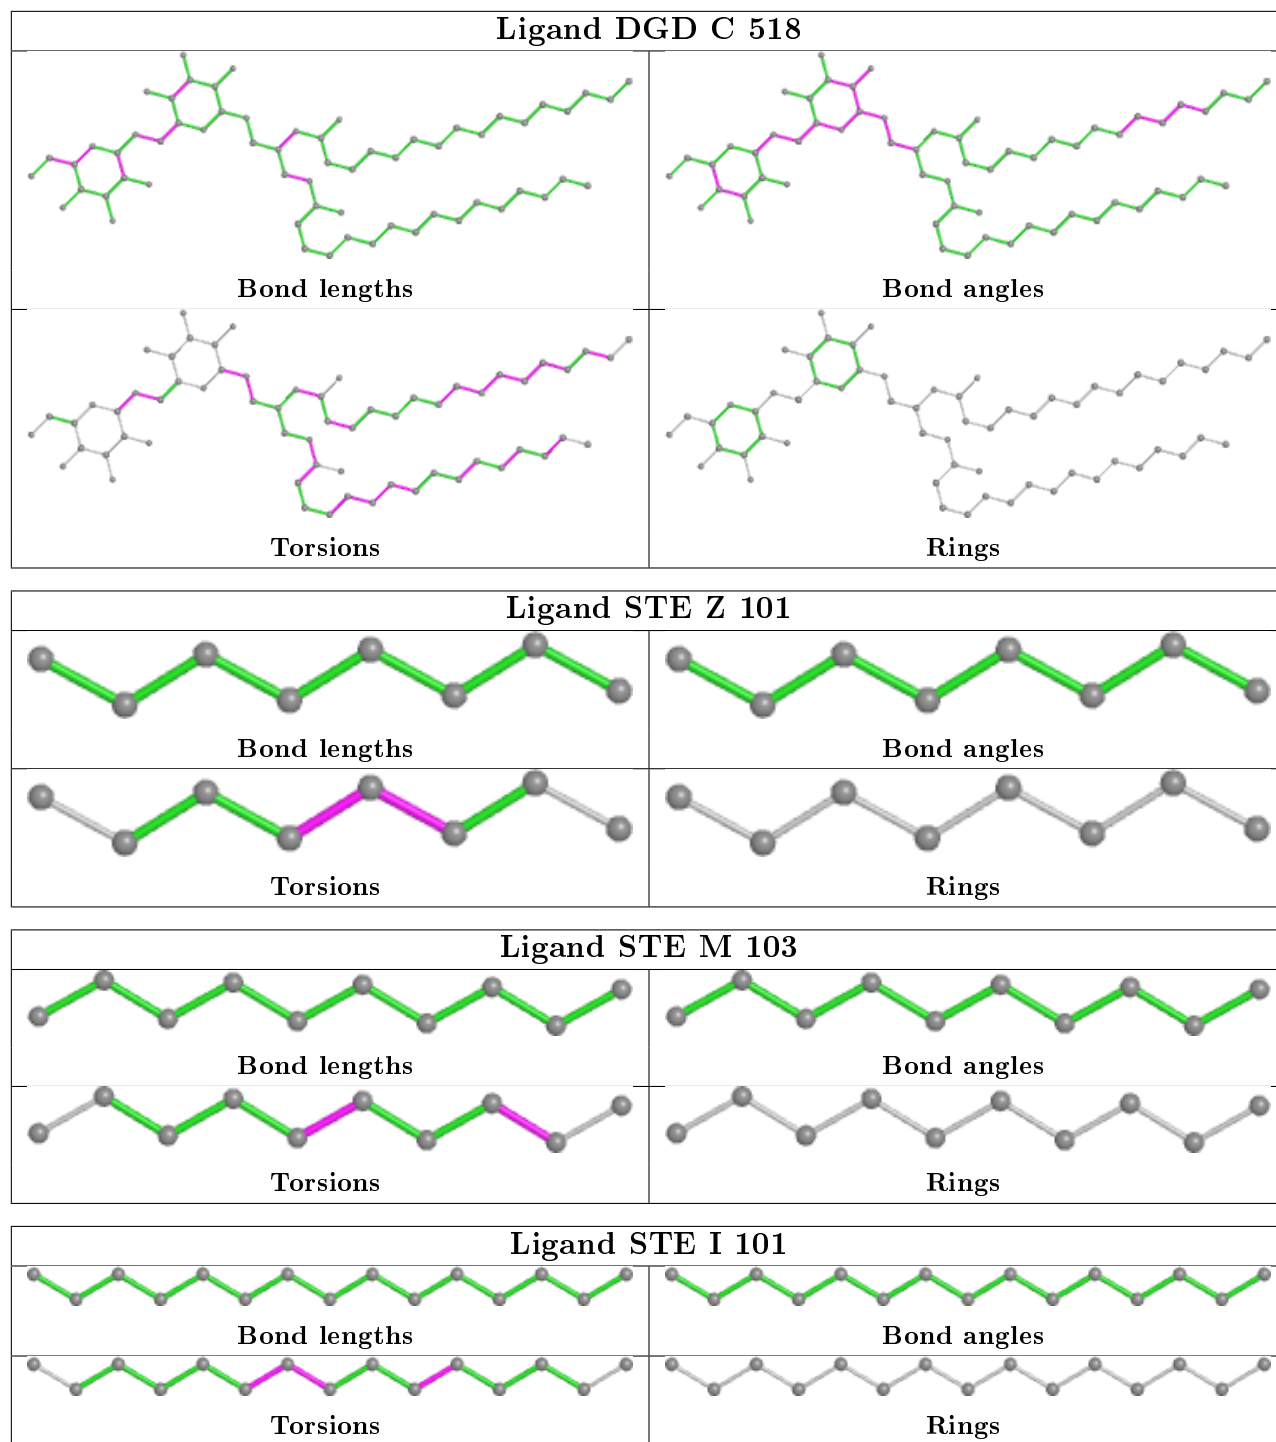 Ligand DGD C 518
Bond lengths
Bond angles
Torsions
Rings
Ligand STE Z 101
Bond lengths
Bond angles
Torsions
Rings
Ligand STE M 103
Bond lengths
Bond angles
Torsions
Rings
Ligand STE I 101
Bond lengths
Bond angles
Torsions
Rings